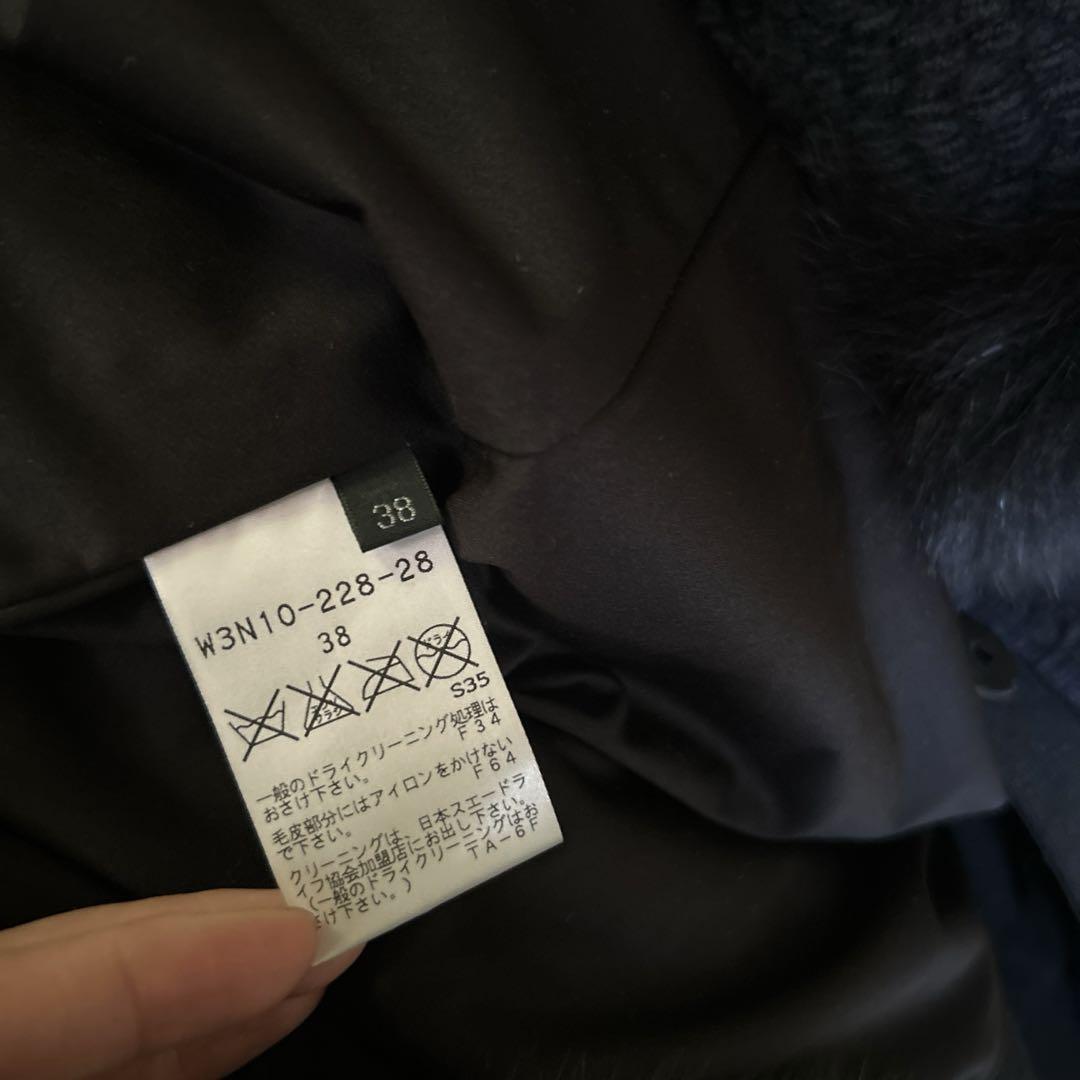 38
W3N10-228-28
38
ドライ
S35
一般のドライクリーニング処理は
おさけ下さい。 F34
毛皮部分にはアイロンをかけない
で下さい。 F64
クリーニングは、日本スエードラ
イフ協会加盟店にお出し下さい。
(一般のドライクリーニングはお
さけ下さい。) TA-6F